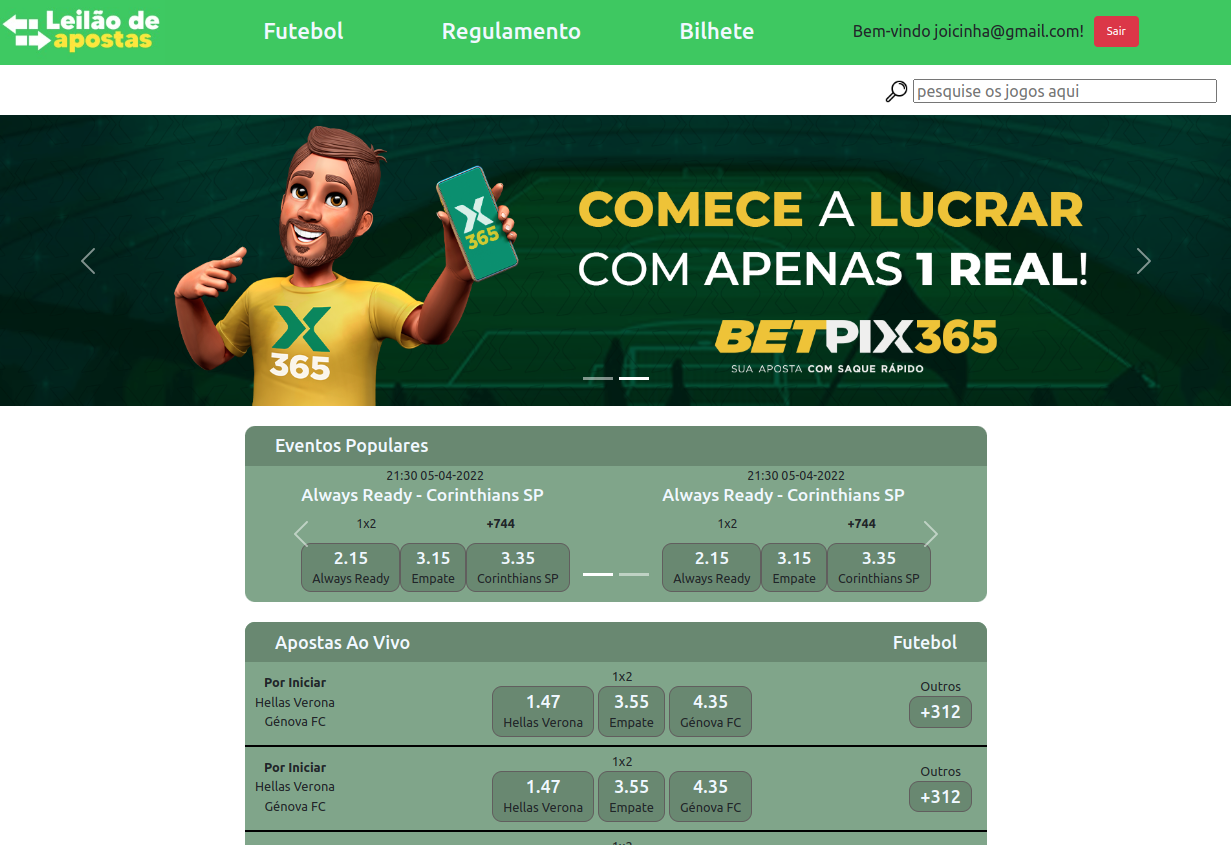 Leilão de
apostas
Futebol Regulamento Bilhete Bem-vindo joicinha@gmail.com! Sair
pesquise os jogos aqui
COMECE A LUCRAR
COM APENAS 1 REAL!
BETPIX365
SUA APOSTA COM SAQUE RÁPIDO
X
365
X
365
Eventos Populares
21:30 05-04-2022 21:30 05-04-2022
Always Ready - Corinthians SP Always Ready - Corinthians SP
1x2 +744 1x2 +744
2.15 3.15 3.35 2.15 3.15 3.35
Always Ready Empate Corinthians SP Always Ready Empate Corinthians SP
Apostas Ao Vivo Futebol
Por Iniciar 1x2 Outros
Hellas Verona 1.47 3.55 4.35 +312
Génova FC Hellas Verona Empate Génova FC
Por Iniciar 1x2 Outros
Hellas Verona 1.47 3.55 4.35 +312
Génova FC Hellas Verona Empate Génova FC